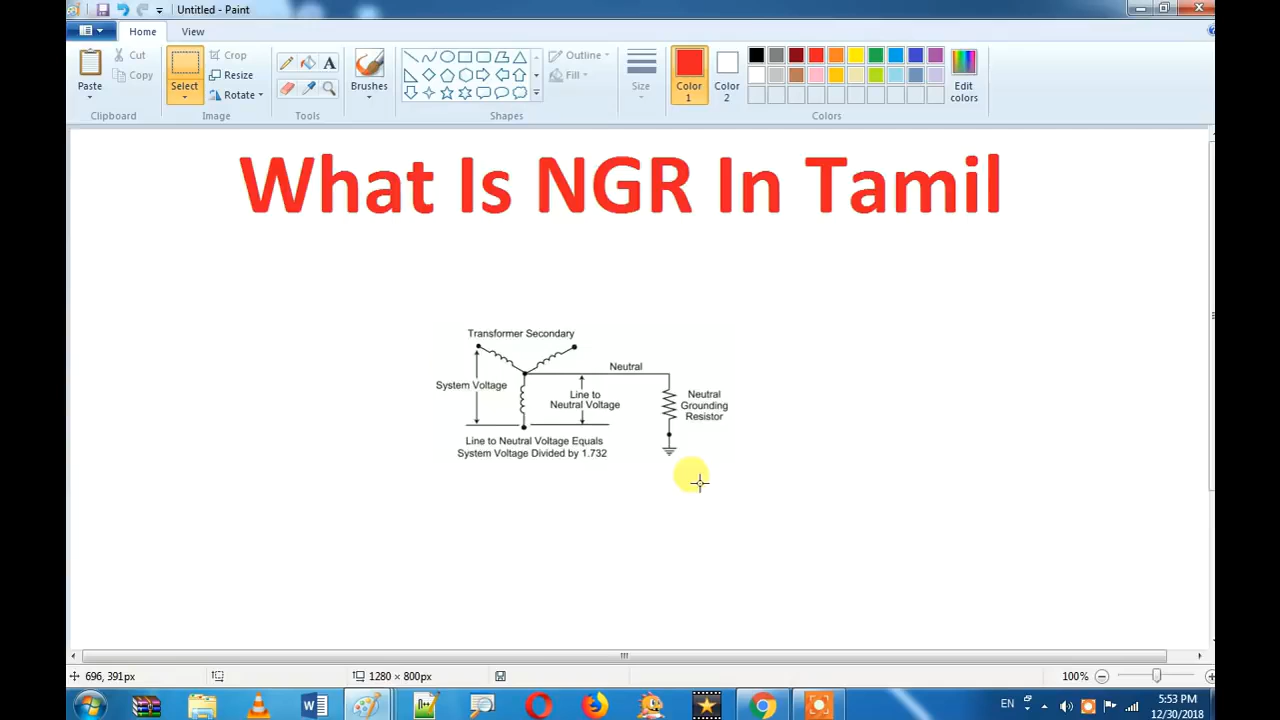 Untitled - Paint
Home
View
Paste
Cut
Copy
Clipboard
Select
Crop
Resize
Rotate
Image
A
Tools
Brushes
Shapes
Outline
Fill
Size
Color 1
Color 2
Edit colors
Colors
What Is NGR In Tamil
Transformer Secondary
Neutral
System Voltage
Line to
Neutral Voltage
Neutral
Grounding
Resistor
Line to Neutral Voltage Equals
System Voltage Divided by 1.732
696, 391px
1280 × 800px
100%
EN
5:53 PM
12/30/2018